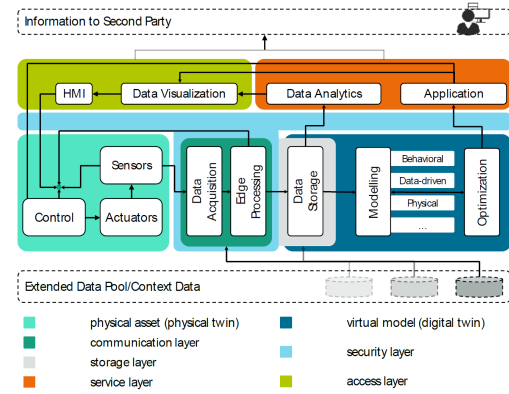 Information to Second Party
HMI
Data Visualization
Data Analytics
Application
Sensors
Control
Actuators
Data
Acquisition
Edge
Processing
Data
Storage
Modelling
Behavioral
Data-driven
Physical
...
Optimization
Extended Data Pool/Context Data
physical asset (physical twin)
communication layer
storage layer
service layer
virtual model (digital twin)
security layer
access layer